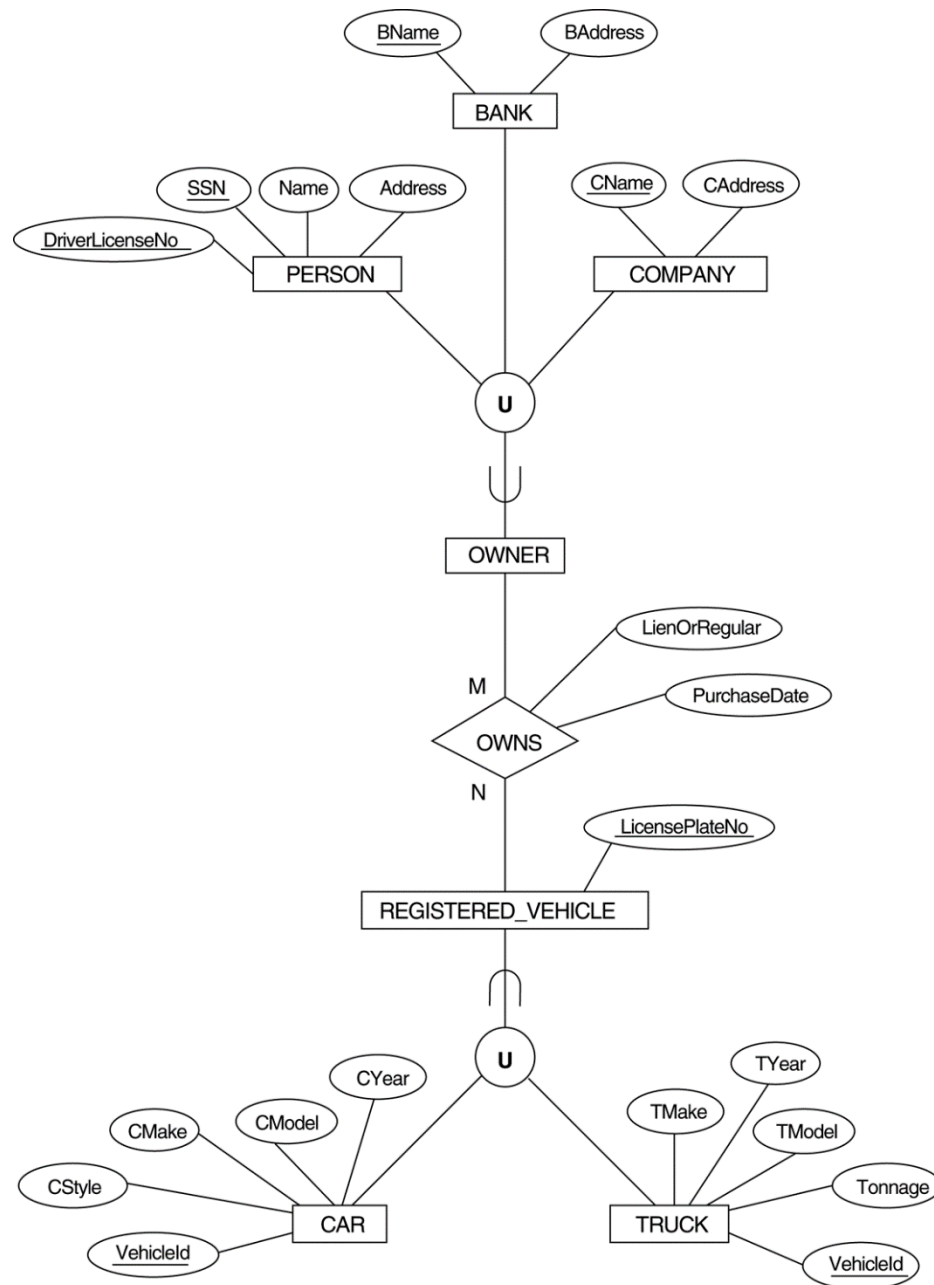 BName
BAddress
BANK
SSN
Name
Address
CName
CAddress
DriverLicenseNo
PERSON
COMPANY
U
OWNER
LienOrRegular
M
PurchaseDate
OWNS
N
LicensePlateNo
REGISTERED_VEHICLE
U
TYear
CYear
TMake
CModel
CMake
TModel
CStyle
Tonnage
CAR
TRUCK
VehicleId
VehicleId